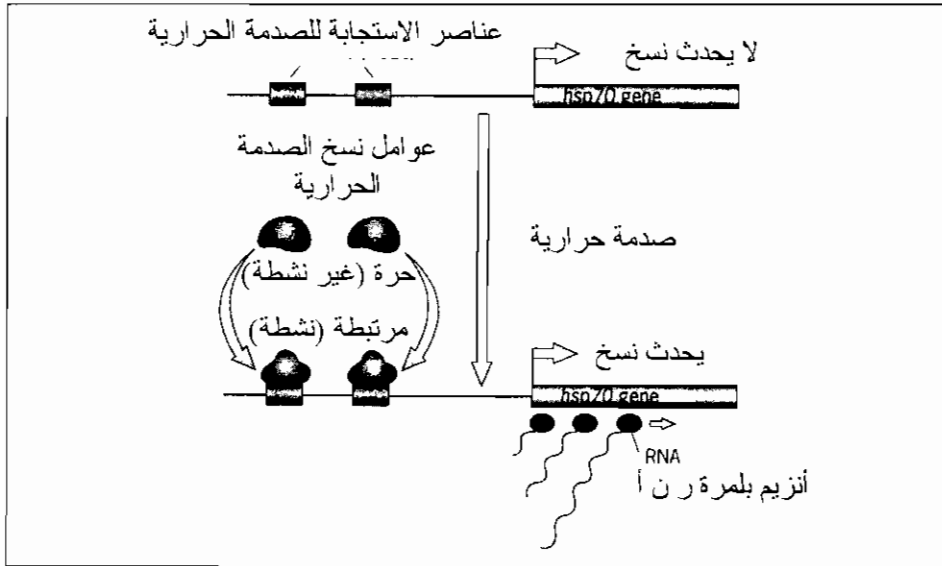 عناصر الاستجابة للصدمة الحرارية
لا يحدث نسخ
hsp70 gene
عوامل نسخ الصدمة
الحرارية
صدمة حرارية
حرة (غير نشطة)
مرتبطة (نشطة)
يحدث نسخ
hsp70 gene
RNA
أنزيم بلمرة ر ن أ